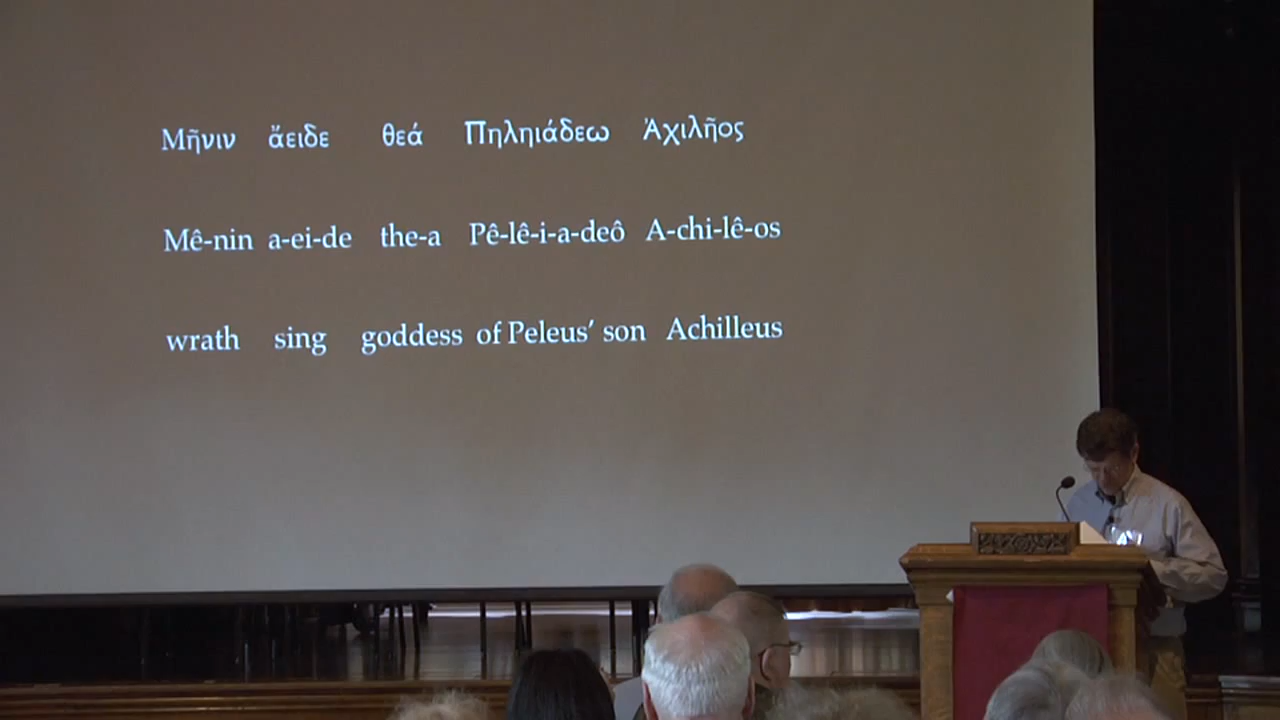 Μῆνιν ἄειδε θεά Πηληιάδεω Ἀχιλῆος
Mê-nin a-ei-de the-a Pê-lê-i-a-deô A-chi-lê-os
wrath sing goddess of Peleus’ son Achilleus